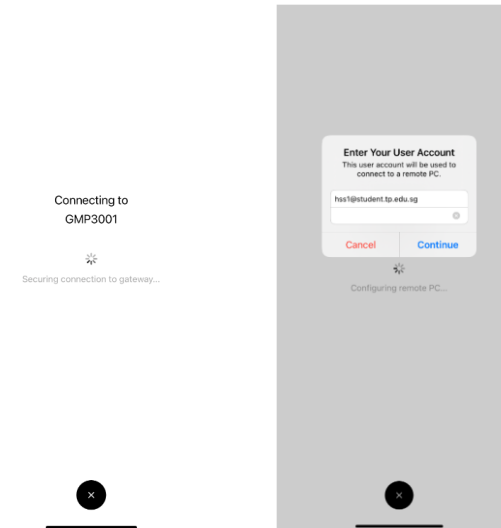 Connecting to
GMP3001
Securing connection to gateway...
Enter Your User Account
This user account will be used to
connect to a remote PC.
hss1@student.tp.edu.sg
Cancel
Continue
Configuring remote PC...